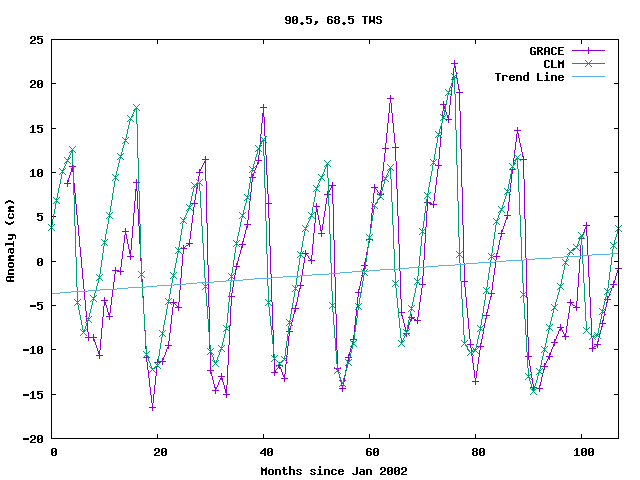 90.5, 68.5 TWS
GRACE
CLM
Trend Line
25
20
15
10
5
0
-5
-10
-15
-20
Anomaly (cm)
0 20 40 60 80 100
Months since Jan 2002